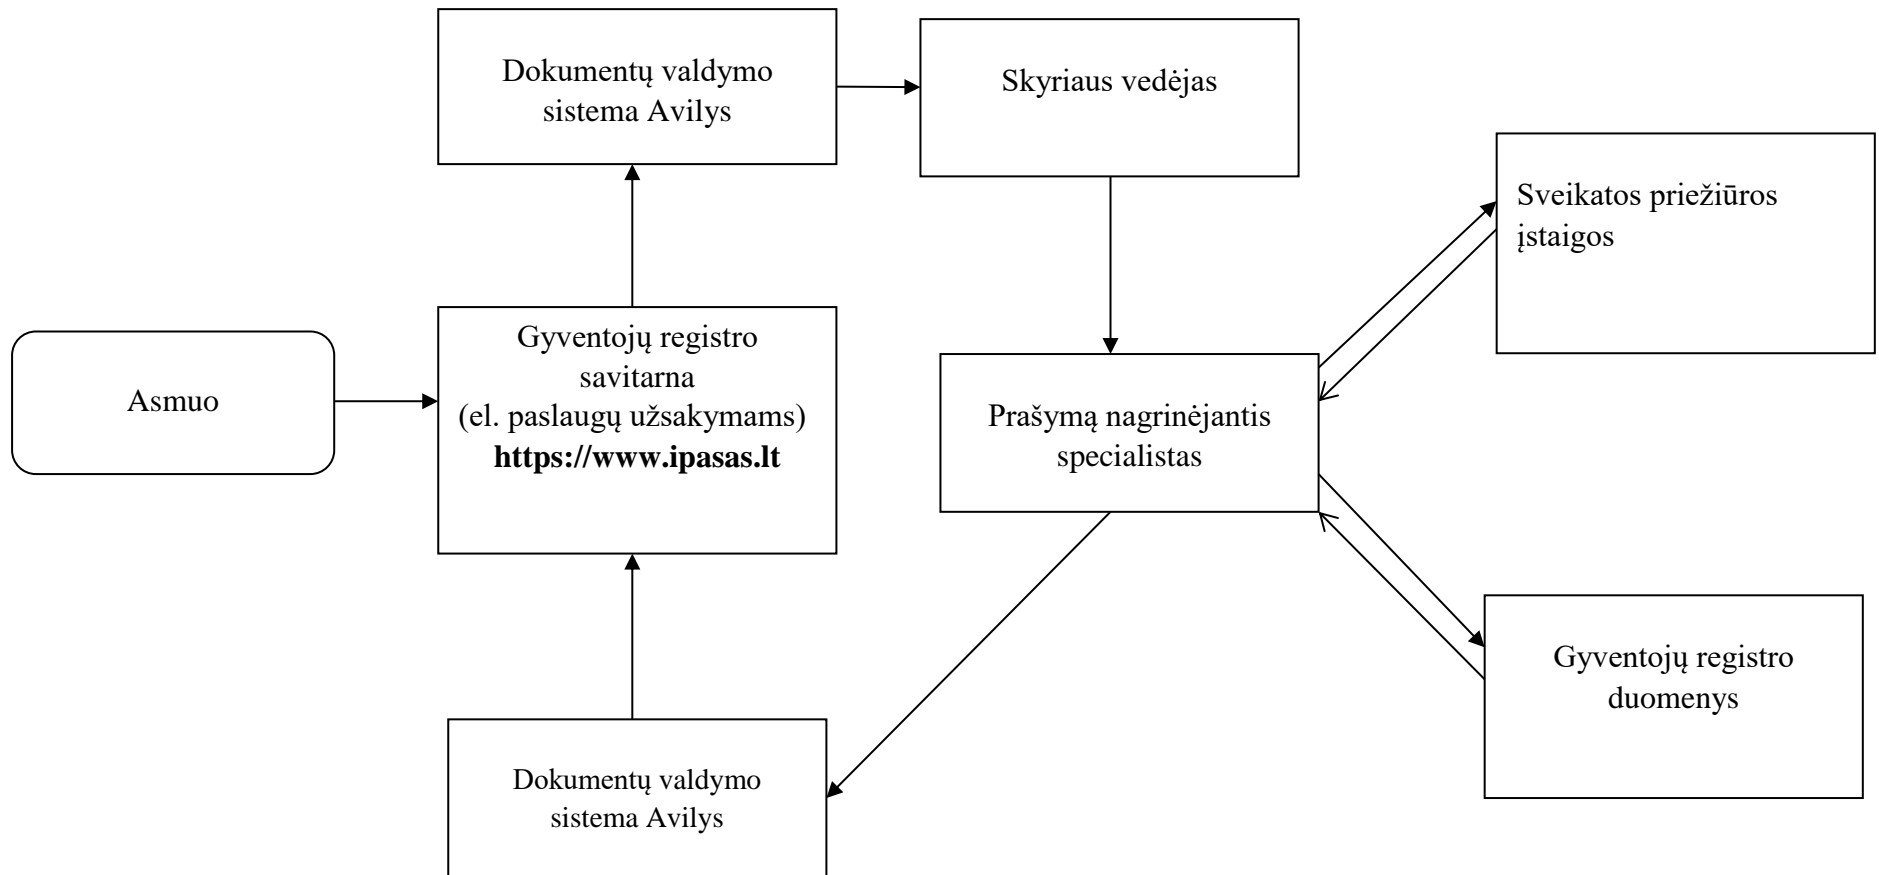 Dokumentų valdymo
sistema Avilys
Skyriaus vedėjas
Sveikatos priežiūros
įstaigos
Asmuo
Gyventojų registro
savitarna
(el. paslaugų užsakymams)
https://www.ipasas.lt
Prašymą nagrinėjantis
specialistas
Gyventojų registro
duomenys
Dokumentų valdymo
sistema Avilys